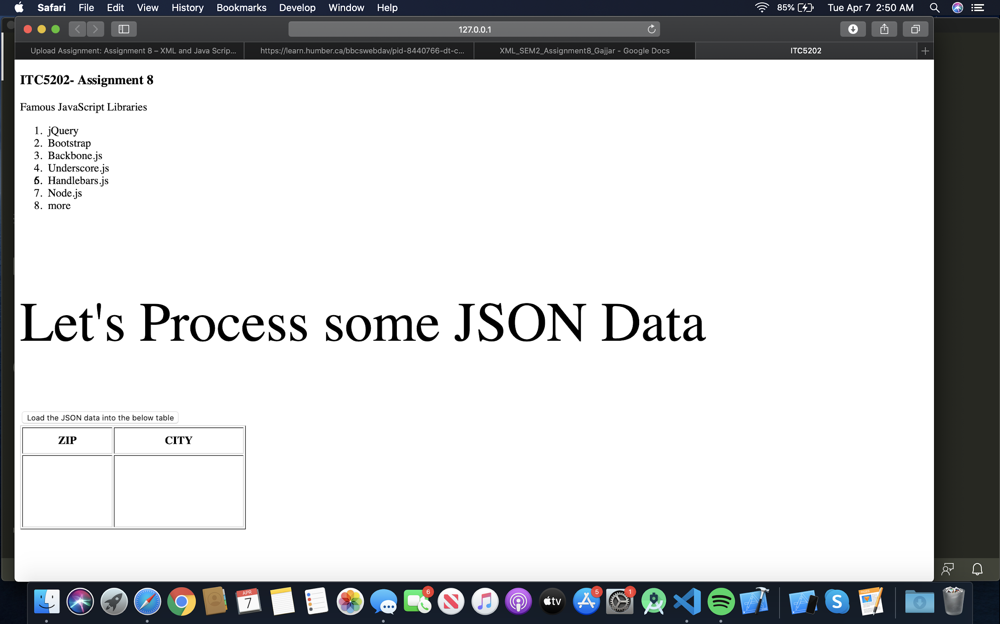 Safari File Edit View History Bookmarks Develop Window Help 85% Tue Apr 7 2:50 AM
127.0.0.1
Upload Assignment: Assignment 8 – XML and Java Scrip... https://learn.humber.ca/bbcswebdav/pid-8440766-dt-c... XML_SEM2_Assignment8_Gajjar - Google Docs ITC5202
ITC5202- Assignment 8
Famous JavaScript Libraries
1. jQuery
2. Bootstrap
3. Backbone.js
4. Underscore.js
Handlebars.js
7. Node.js
8. more
Let's Process some JSON Data
Load the JSON data into the below table
ZIP CITY
APR
7
6
tv
5
1
S
PAGES